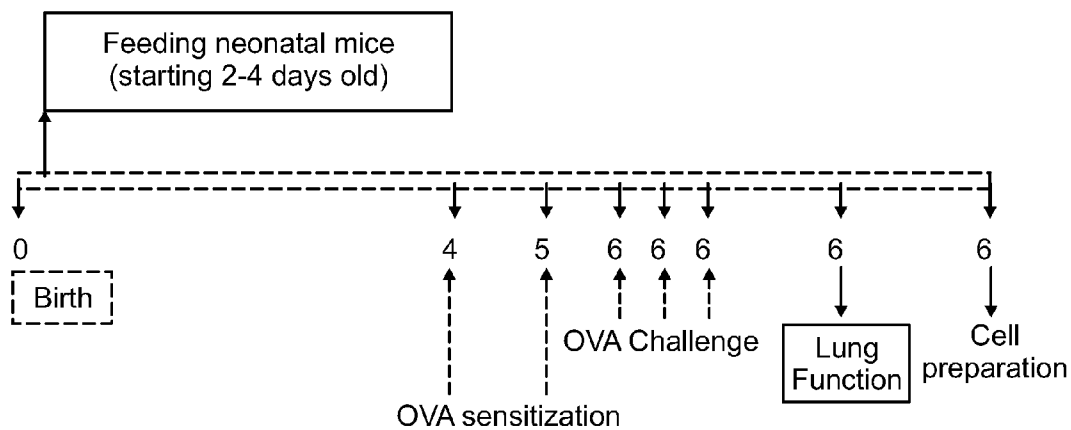 Feeding neonatal mice
(starting 2-4 days old)
0 4 5 6 6 6 6 6
Birth
OVA Challenge
Lung
Function
Cell
preparation
OVA sensitization